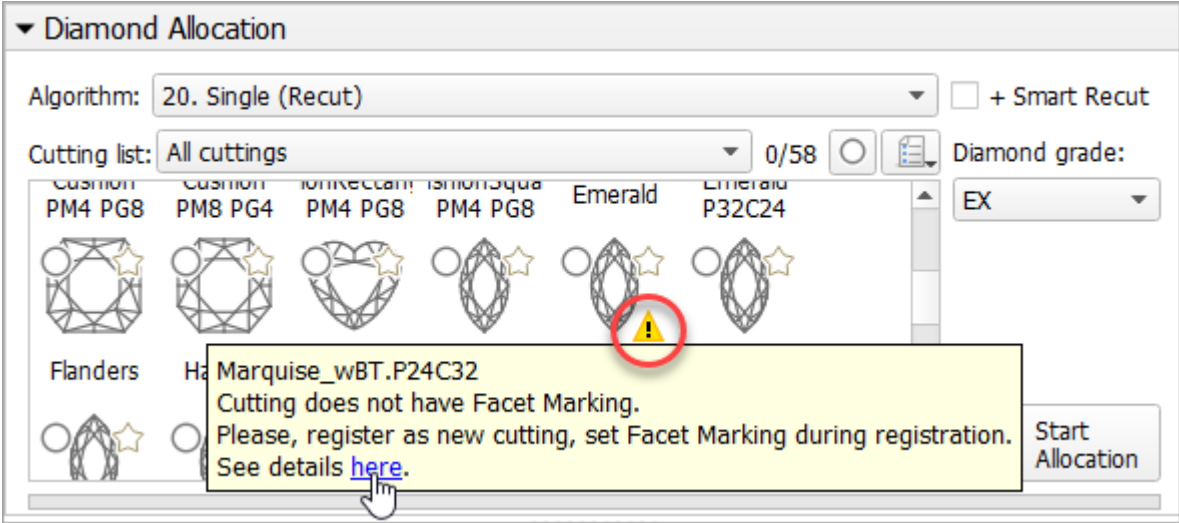 Diamond Allocation
Algorithm: 20. Single (Recut) + Smart Recut
Cutting list: All cuttings 0/58 Diamond grade:
Cushion Cushion Emerald Emerald EX
PM4 PG8 PM8 PG4 PM4 PG8 PM4 PG8 P32C24
Flanders
Marquise_wBT.P24C32
Cutting does not have Facet Marking.
Please, register as new cutting, set Facet Marking during registration.
See details here.
Start
Allocation